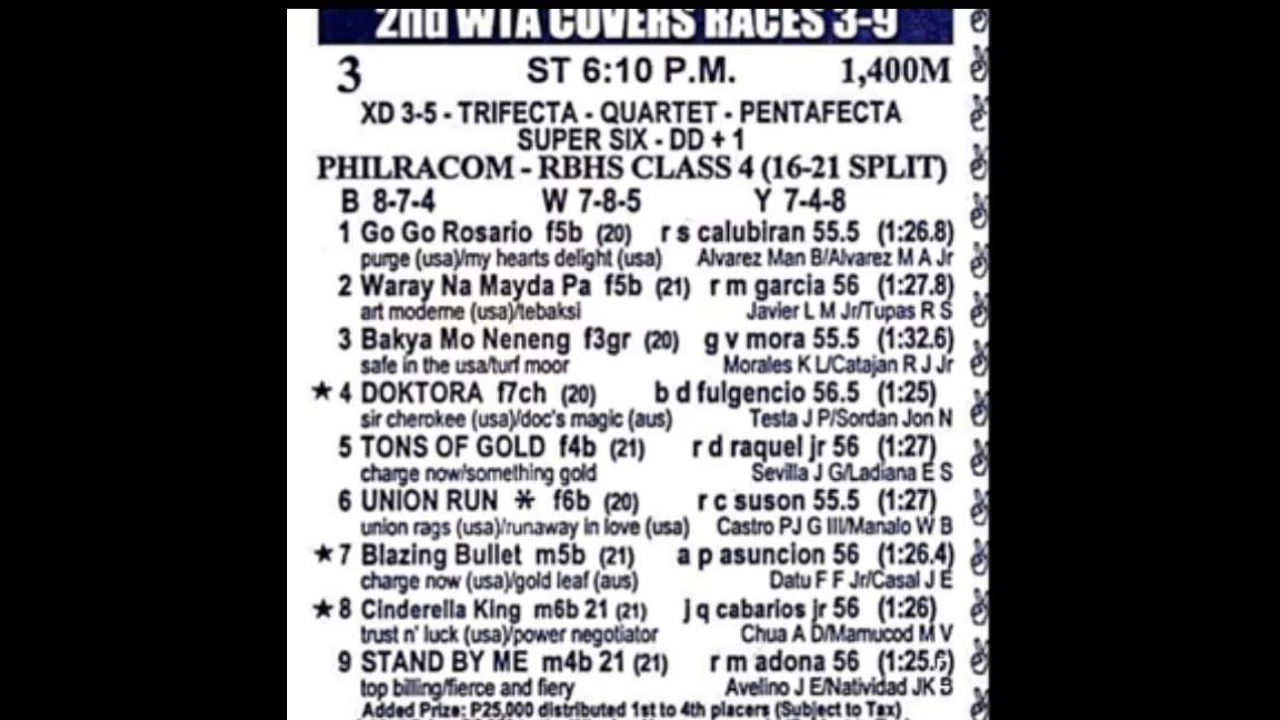 2nd WTA COVERS RACES 3-9
3 ST 6:10 P.M. 1,400M
XD 3-5 - TRIFECTA - QUARTET - PENTAFECTA
SUPER SIX - DD + 1
PHILRACOM - RBHS CLASS 4 (16-21 SPLIT)
B 8-7-4 W 7-8-5 Y 7-4-8
1 Go Go Rosario f5b (20) r s calubiran 55.5 (1:26.8)
purge (usa)/my hearts delight (usa) Alvarez Man B/Alvarez M A Jr
2 Waray Na Mayda Pa f5b (21) r m garcia 56 (1:27.8)
art moderne (usa)/tebaksi Javier L M Jr/Tupas R S
3 Bakya Mo Neneng f3gr (20) g v mora 55.5 (1:32.6)
safe in the usa/turf moor Morales K L/Catajan R J Jr
★ 4 DOKTORA f7ch (20) b d fulgencio 56.5 (1:25)
sir cherokee (usa)/doc's magic (aus) Testa J P/Sordan Jon N
5 TONS OF GOLD f4b (21) r d raquel jr 56 (1:27)
charge now/something gold Sevilla J G/Ladiana E S
6 UNION RUN * f6b (20) r c suson 55.5 (1:27)
union rags (usa)/runaway in love (usa) Castro PJ G III/Manalo W B
★ 7 Blazing Bullet m5b (21) a p asuncion 56 (1:26.4)
charge now (usa)/gold leaf (aus) Datu F F Jr/Casal J E
★ 8 Cinderella King m6b 21 (21) j q cabarios jr 56 (1:26)
trust n' luck (usa)/power negotiator Chua A D/Mamucod M V
9 STAND BY ME m4b 21 (21) r m adona 56 (1:25.6)
top billing/fierce and fiery Avelino J E/Natividad JK S
Added Prize: P25,000 distributed 1st to 4th placers (Subject to Tax)